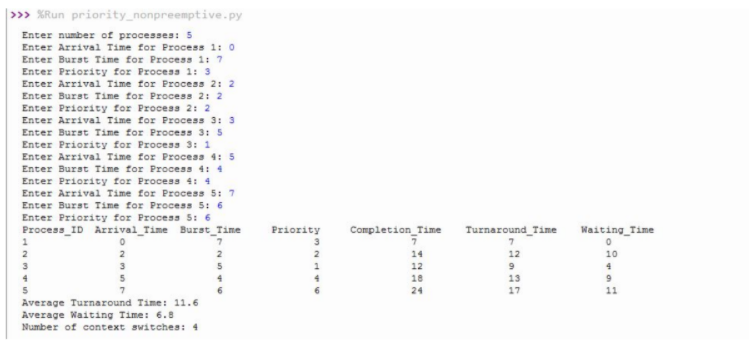 >>> %Run priority_nonpreemptive.py
Enter number of processes: 5
Enter Arrival Time for Process 1: 0
Enter Burst Time for Process 1: 7
Enter Priority for Process 1: 3
Enter Arrival Time for Process 2: 2
Enter Burst Time for Process 2: 2
Enter Priority for Process 2: 2
Enter Arrival Time for Process 3: 3
Enter Burst Time for Process 3: 5
Enter Priority for Process 3: 1
Enter Arrival Time for Process 4: 5
Enter Burst Time for Process 4: 4
Enter Priority for Process 4: 4
Enter Arrival Time for Process 5: 7
Enter Burst Time for Process 5: 6
Enter Priority for Process 5: 6
Process_ID Arrival_Time Burst_Time Priority Completion_Time Turnaround_Time Waiting_Time
1 0 7 3 7 7 0
2 2 2 2 14 12 10
3 3 5 1 12 9 4
4 5 4 4 18 13 9
5 7 6 6 24 17 11
Average Turnaround Time: 11.6
Average Waiting Time: 6.8
Number of context switches: 4